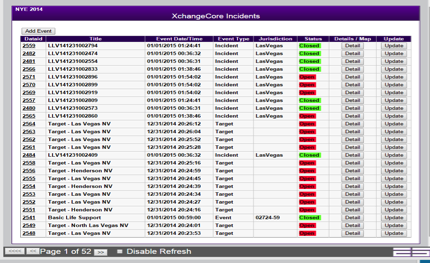 NYE 2014
XchangeCore Incidents
Add Event
Dataid Title Event Date/Time Event Type Jurisdiction Status Details / Map Update
2559 LLV141231002794 01/01/2015 01:24:41 Incident LasVegas Closed Detail Update
2482 LLV141231002474 01/01/2015 00:36:32 Incident LasVegas Closed Detail Update
2481 LLV141231002554 01/01/2015 00:36:31 Incident LasVegas Closed Detail Update
2566 LLV141231002833 01/01/2015 01:38:46 Incident LasVegas Closed Detail Update
2571 LLV141231002896 01/01/2015 01:54:02 Incident LasVegas Open Detail Update
2570 LLV141231002899 01/01/2015 01:54:02 Incident LasVegas Open Detail Update
2569 LLV141231002919 01/01/2015 01:54:02 Incident LasVegas Open Detail Update
2557 LLV141231002809 01/01/2015 01:24:41 Incident LasVegas Closed Detail Update
2480 LLV141231002573 01/01/2015 00:36:31 Incident LasVegas Closed Detail Update
2565 LLV141231002860 01/01/2015 01:38:46 Incident LasVegas Open Detail Update
2564 Target - Las Vegas NV 12/31/2014 20:26:12 Target Open Detail Update
2563 Target - Las Vegas NV 12/31/2014 20:26:04 Target Open Detail Update
2562 Target - Las Vegas NV 12/31/2014 20:25:52 Target Open Detail Update
2561 Target - Las Vegas NV 12/31/2014 20:25:28 Target Open Detail Update
2484 LLV141231002409 01/01/2015 00:36:32 Incident LasVegas Closed Detail Update
2558 Target - Las Vegas NV 12/31/2014 20:25:16 Target Open Detail Update
2556 Target - Henderson NV 12/31/2014 20:24:59 Target Open Detail Update
2555 Target - Las Vegas NV 12/31/2014 20:24:45 Target Open Detail Update
2554 Target - Henderson NV 12/31/2014 20:24:39 Target Open Detail Update
2553 Target - Las Vegas NV 12/31/2014 20:24:34 Target Open Detail Update
2552 Target - Las Vegas NV 12/31/2014 20:24:27 Target Open Detail Update
2551 Target - Henderson NV 12/31/2014 20:24:16 Target Open Detail Update
2541 Basic Life Support 01/01/2015 00:59:00 Event 02724.59 Closed Detail Update
2549 Target - North Las Vegas NV 12/31/2014 20:24:01 Target Open Detail Update
2548 Target - Las Vegas NV 12/31/2014 20:23:53 Target Open Detail Update
<<<< << Page 1 of 52 >> Disable Refresh